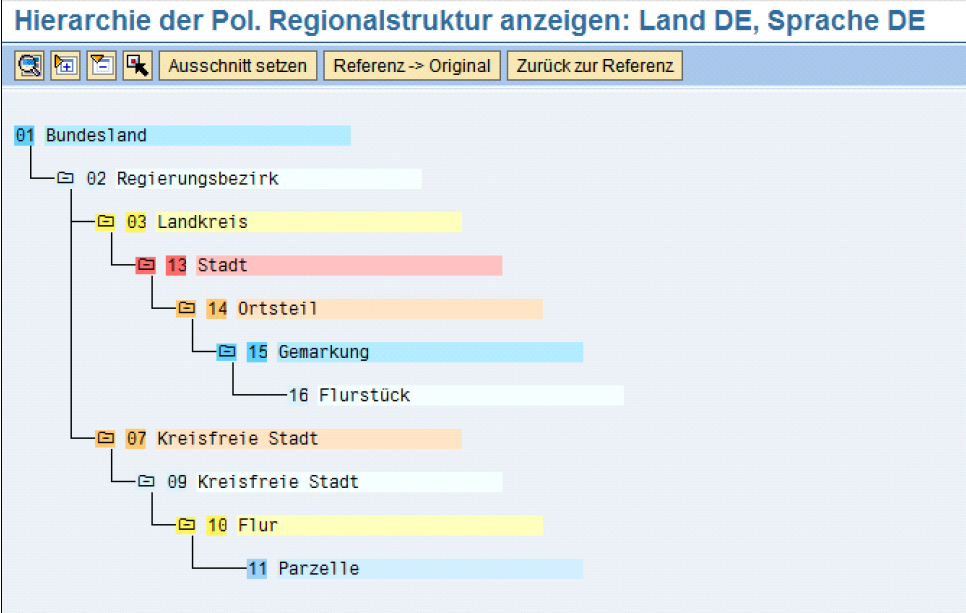 Hierarchie der Pol. Regionalstruktur anzeigen: Land DE, Sprache DE
Ausschnitt setzen Referenz -> Original Zurück zur Referenz
01 Bundesland
02 Regierungsbezirk
03 Landkreis
13 Stadt
14 Ortsteil
15 Gemarkung
16 Flurstück
07 Kreisfreie Stadt
09 Kreisfreie Stadt
10 Flur
11 Parzelle